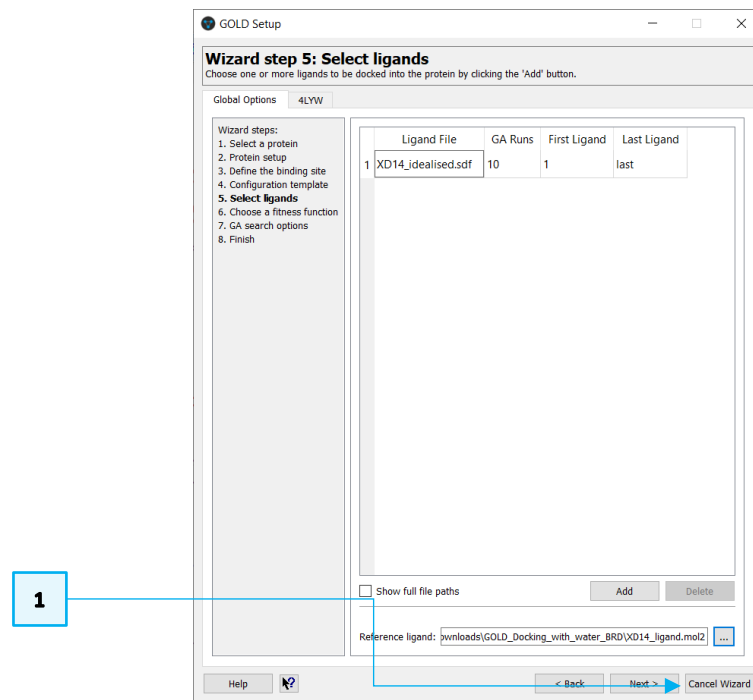 GOLD Setup
Wizard step 5: Select ligands
Choose one or more ligands to be docked into the protein by clicking the 'Add' button.
Global Options
4LYW
Wizard steps:
1. Select a protein
2. Protein setup
3. Define the binding site
4. Configuration template
5. Select ligands
6. Choose a fitness function
7. GA search options
8. Finish
Ligand File GA Runs First Ligand Last Ligand
1 XD14_idealised.sdf 10 1 last
Show full file paths
Add
Delete
Reference ligand: ownloads\GOLD_Docking_with_water_BRD\XD14_ligand.mol2 ...
1
Help
< Back
Next >
Cancel Wizard